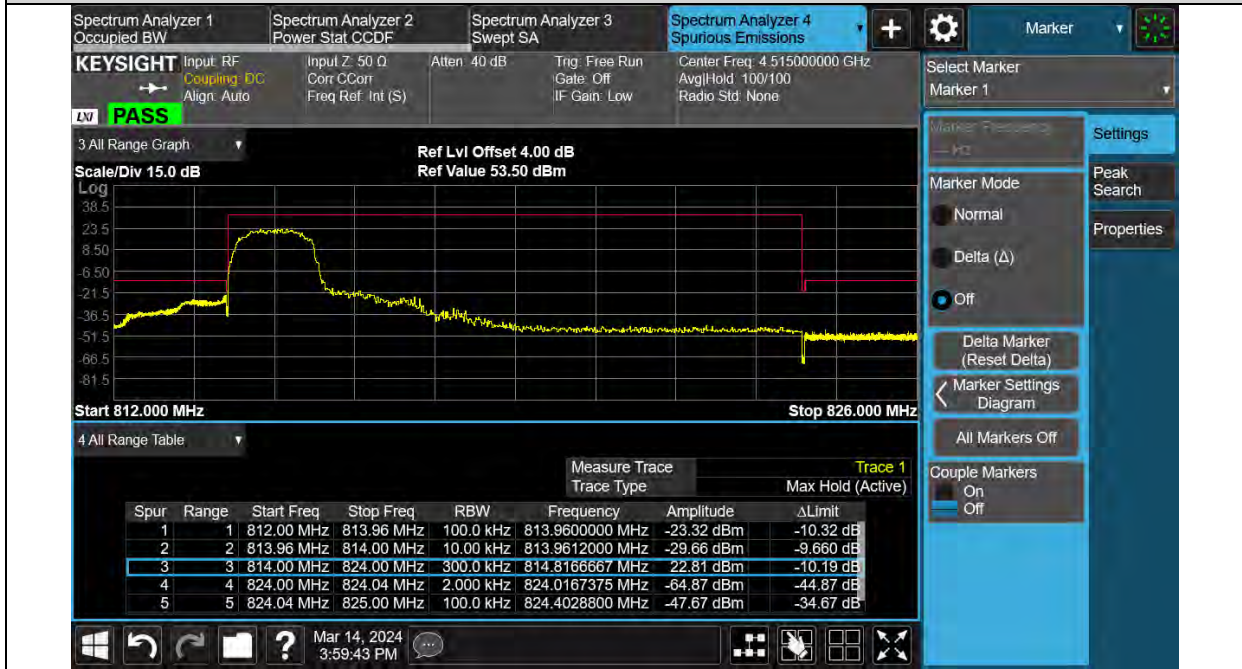 Spectrum Analyzer 1
Occupied BW
Spectrum Analyzer 2
Power Stat CCDF
Spectrum Analyzer 3
Swept SA
Spectrum Analyzer 4
Spurious Emissions
+
Marker
KEYSIGHT
Input: RF
Coupling: DC
Align: Auto
Input Z: 50 Ω
Corr CCorr
Freq Ref: Int (S)
Atten: 40 dB
Trig: Free Run
Gate: Off
IF Gain: Low
Center Freq: 4.515000000 GHz
Avg|Hold: 100/100
Radio Std: None
LXI
PASS
Select Marker
Marker 1
Marker Frequency
--- Hz
Settings
Peak Search
Properties
Marker Mode
Normal
Delta (Δ)
Off
Delta Marker
(Reset Delta)
Marker Settings
Diagram
All Markers Off
Couple Markers
On
Off
3 All Range Graph
Scale/Div 15.0 dB
Ref Lvl Offset 4.00 dB
Ref Value 53.50 dBm
Log
38.5
23.5
8.50
-6.50
-21.5
-36.5
-51.5
-66.5
-81.5
Start 812.000 MHz
Stop 826.000 MHz
4 All Range Table
Measure Trace Trace 1
Trace Type Max Hold (Active)
Spur Range Start Freq Stop Freq RBW Frequency Amplitude ΔLimit
1 1 812.00 MHz 813.96 MHz 100.0 kHz 813.9600000 MHz -23.32 dBm -10.32 dB
2 2 813.96 MHz 814.00 MHz 10.00 kHz 813.9612000 MHz -29.66 dBm -9.660 dB
3 3 814.00 MHz 824.00 MHz 300.0 kHz 814.8166667 MHz 22.81 dBm -10.19 dB
4 4 824.00 MHz 824.04 MHz 2.000 kHz 824.0167375 MHz -64.87 dBm -44.87 dB
5 5 824.04 MHz 825.00 MHz 100.0 kHz 824.4028800 MHz -47.67 dBm -34.67 dB
?
Mar 14, 2024
3:59:43 PM